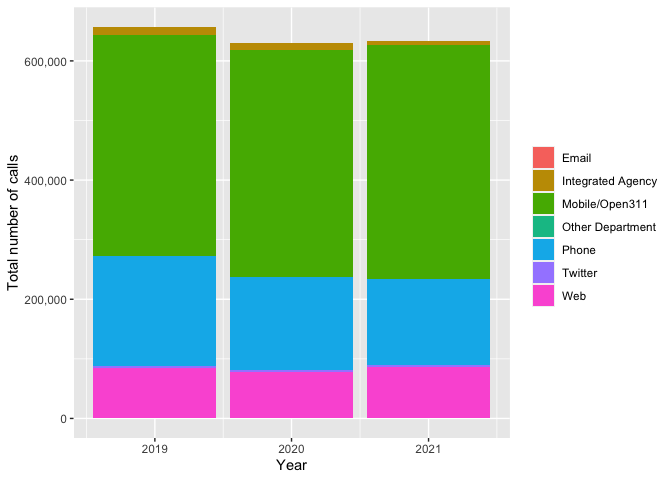 Total number of calls
600,000
400,000
200,000
0
2019
2020
2021
Year
Email
Integrated Agency
Mobile/Open311
Other Department
Phone
Twitter
Web